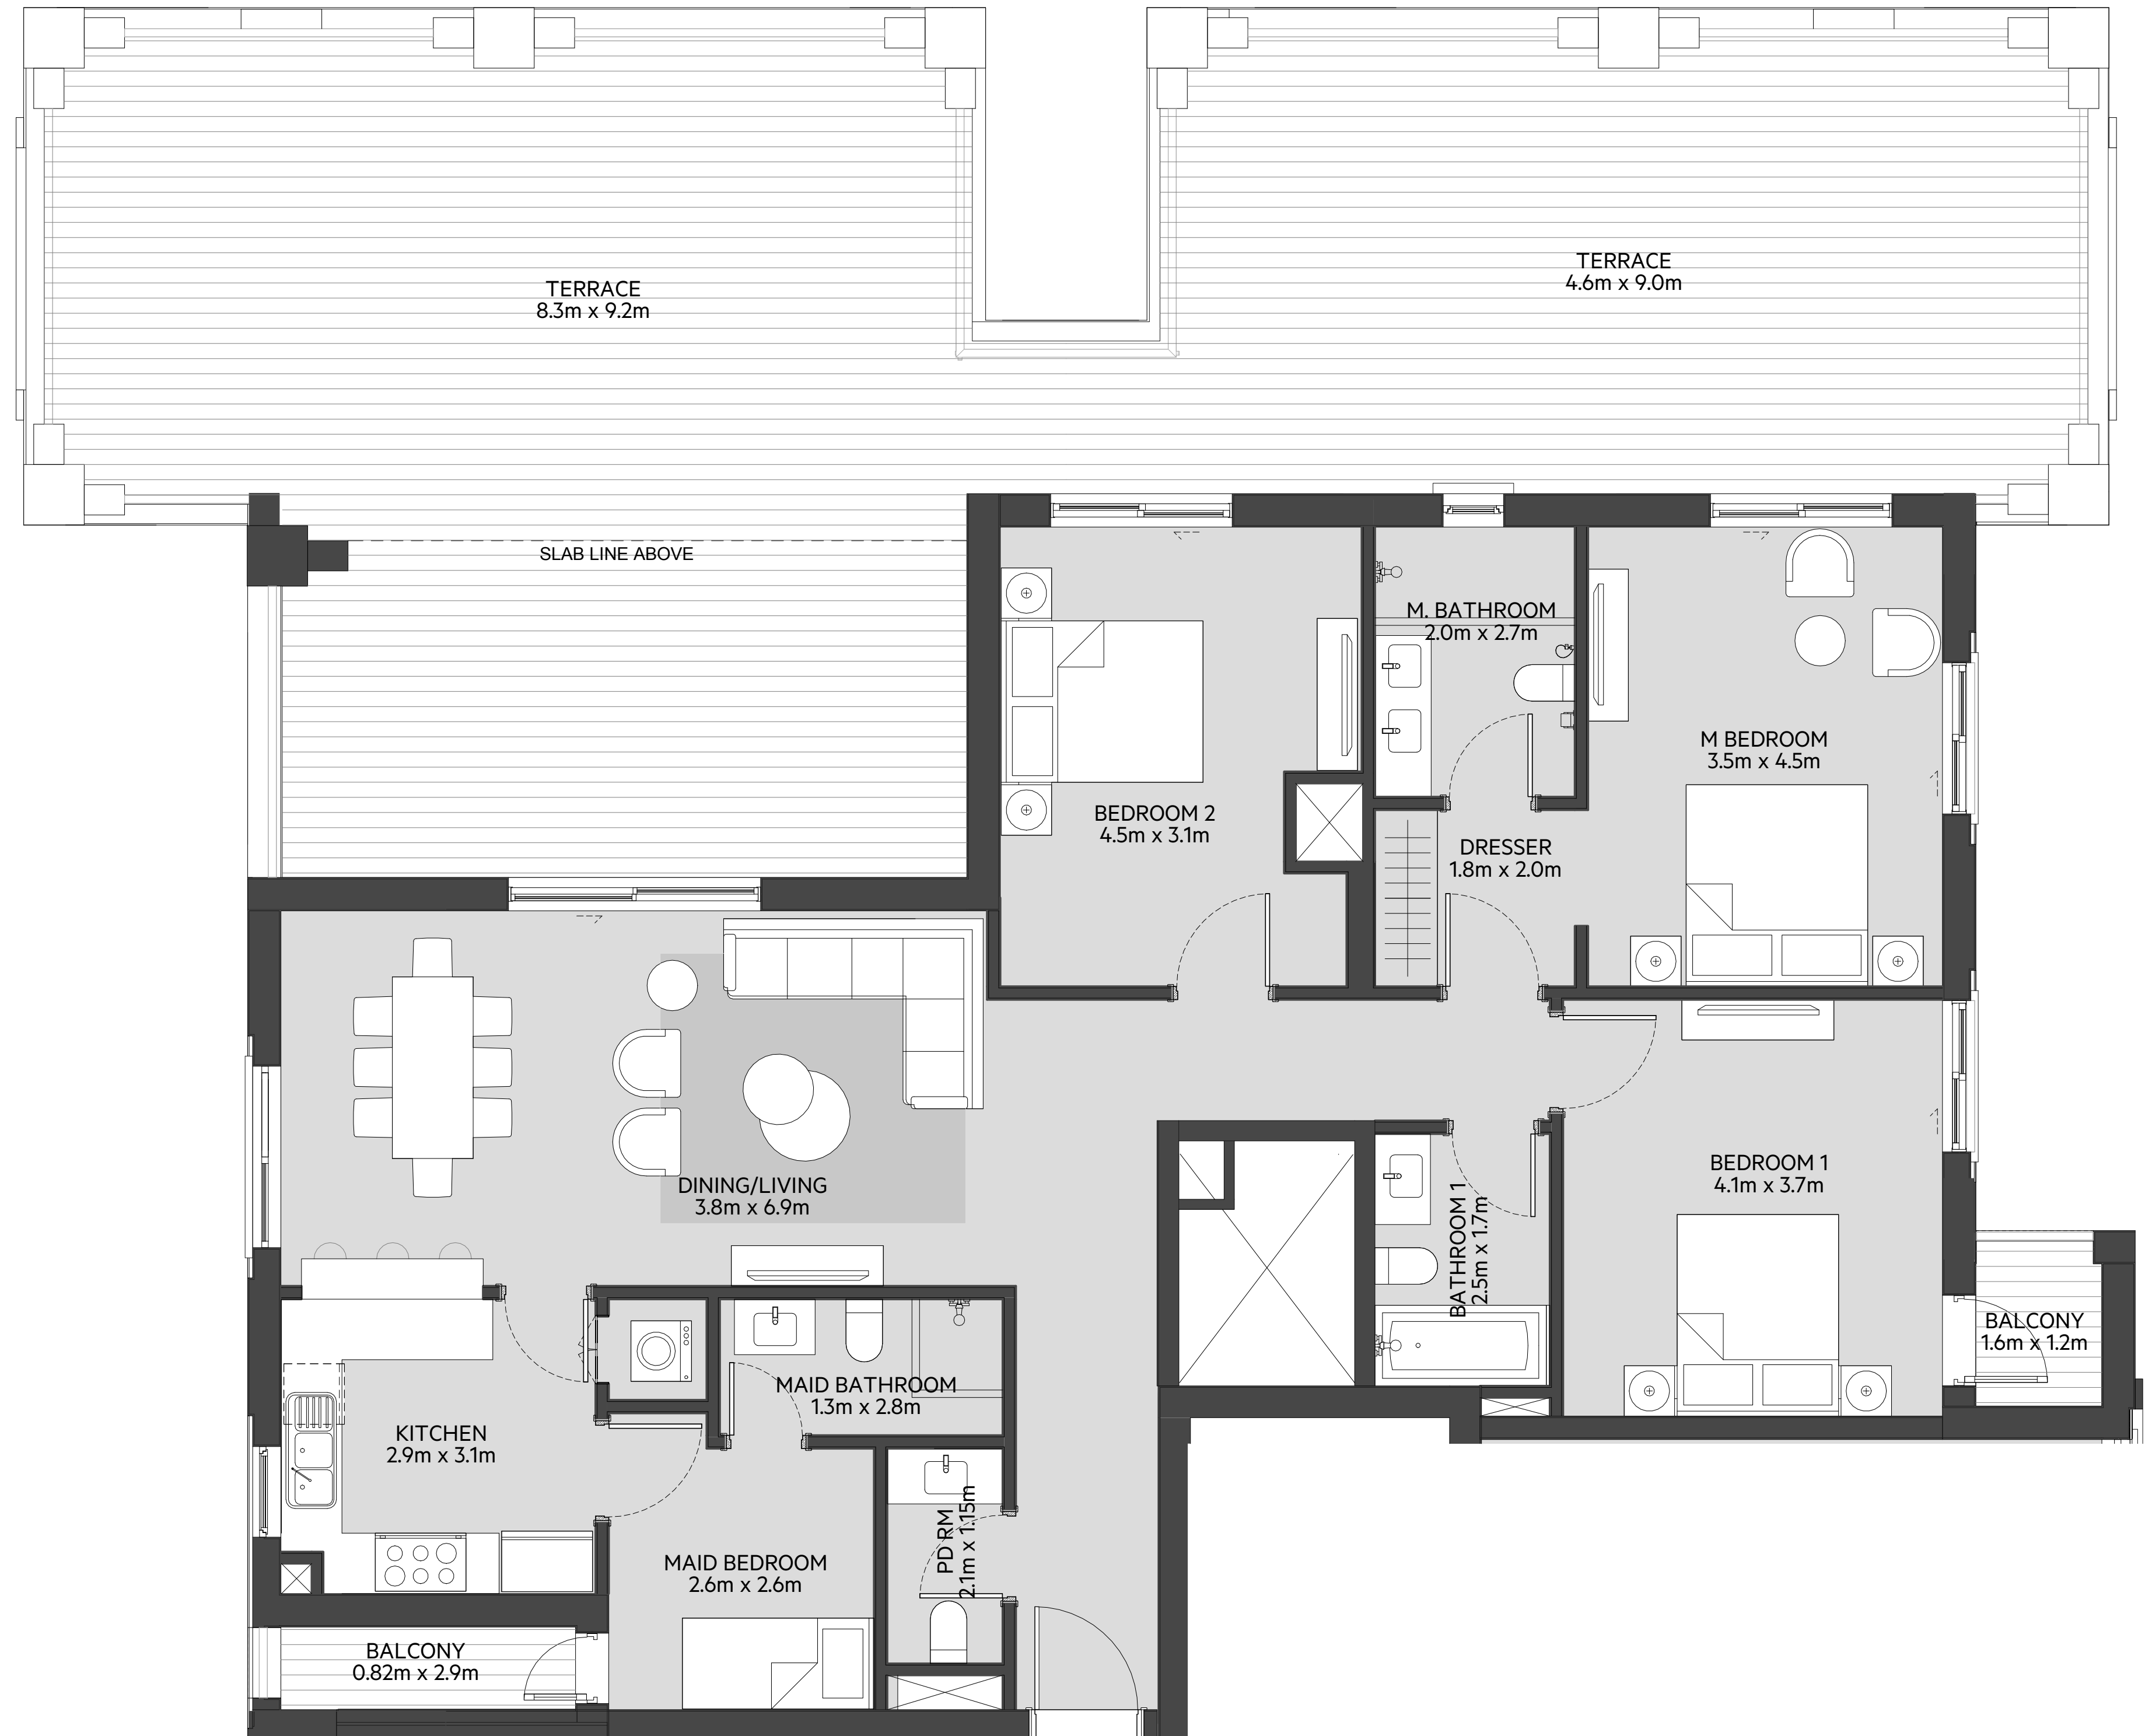 TERRACE
8.3m x 9.2m
TERRACE
4.6m x 9.0m
SLAB LINE ABOVE
M. BATHROOM
2.0m x 2.7m
M BEDROOM
3.5m x 4.5m
BEDROOM 2
4.5m x 3.1m
DRESSER
1.8m x 2.0m
DINING/LIVING
3.8m x 6.9m
BEDROOM 1
4.1m x 3.7m
BATHROOM 1
2.5m x 1.7m
BALCONY
1.6m x 1.2m
MAID BATHROOM
1.3m x 2.8m
KITCHEN
2.9m x 3.1m
PD RM
2.1m x 1.15m
MAID BEDROOM
2.6m x 2.6m
BALCONY
0.82m x 2.9m